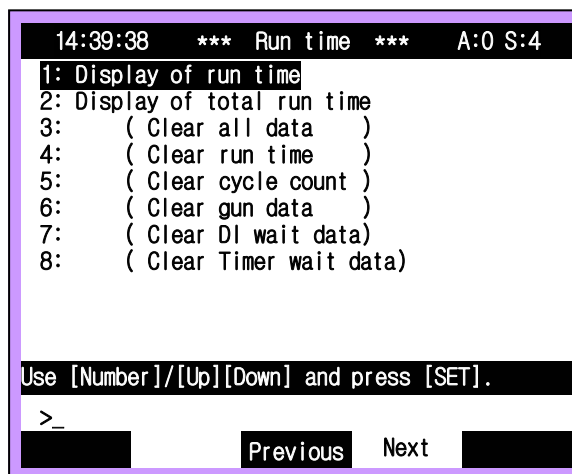 14:39:38 *** Run time *** A:0 S:4
1: Display of run time
2: Display of total run time
3: ( Clear all data )
4: ( Clear run time )
5: ( Clear cycle count )
6: ( Clear gun data )
7: ( Clear DI wait data)
8: ( Clear Timer wait data)
Use [Number]/[Up][Down] and press [SET].
>_
Previous Next